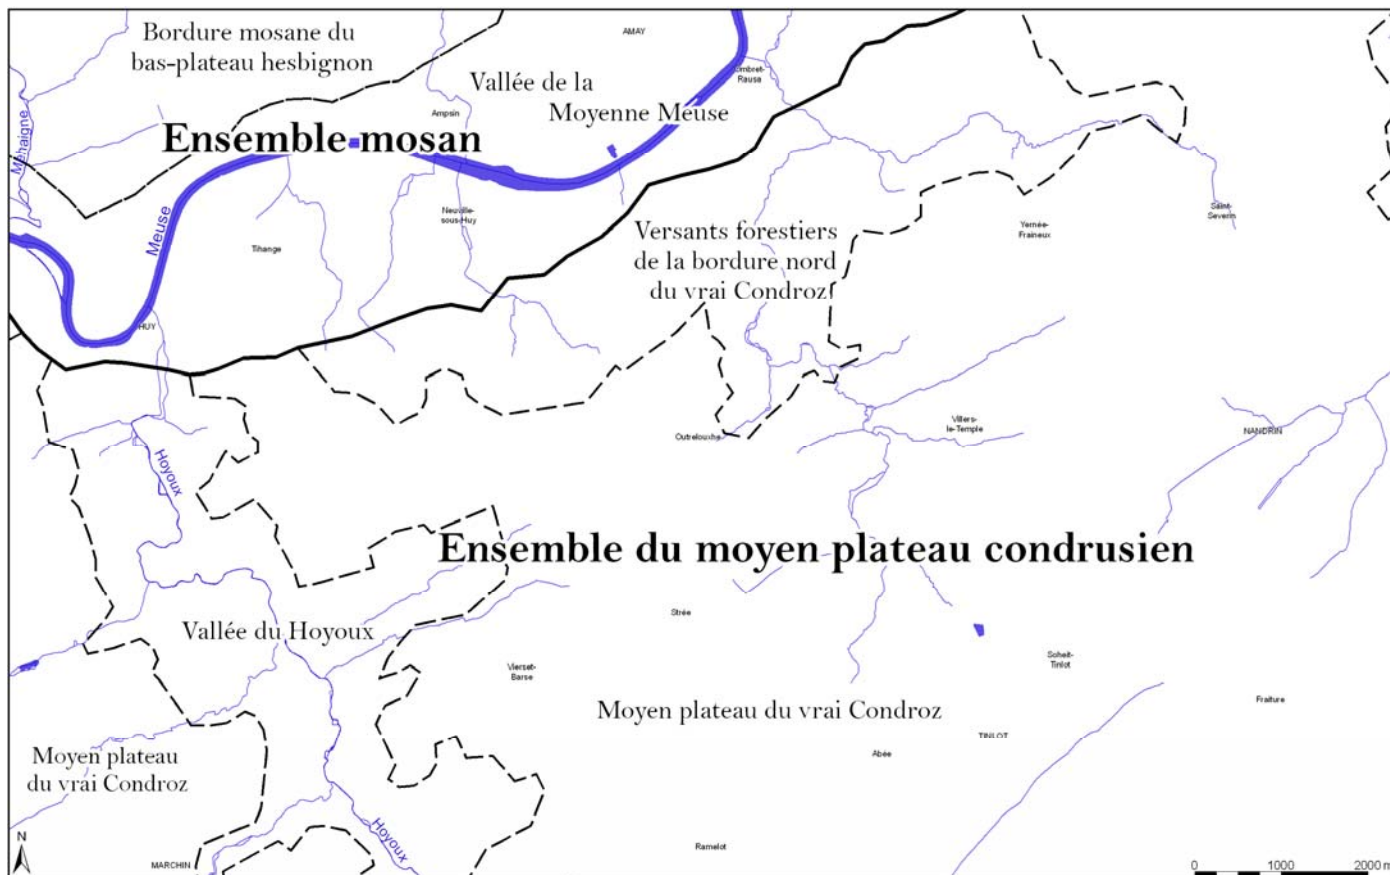 Bordure mosane du
bas-plateau hesbignon
AMAY
Vallée de la
Moyenne Meuse
Ombret-
Rausa
Ampsin
Mehaigne
Ensemble mosan
Meuse
Neuville-
sous-Huy
Tihange
Saint-
Severin
Yernée-
Fraineux
Versants forestiers
de la bordure nord
du vrai Condroz
HUY
Villers-
le-Temple
Outrelouxhe
NANDRIN
Hoyoux
Ensemble du moyen plateau condrusien
Strée
Vallée du Hoyoux
Vierset-
Barse
Soheit-
Tinlot
Fraiture
Moyen plateau du vrai Condroz
TINLOT
Abée
Moyen plateau
du vrai Condroz
Hoyoux
Ramelot
N
MARCHIN
0 1000 2000 m